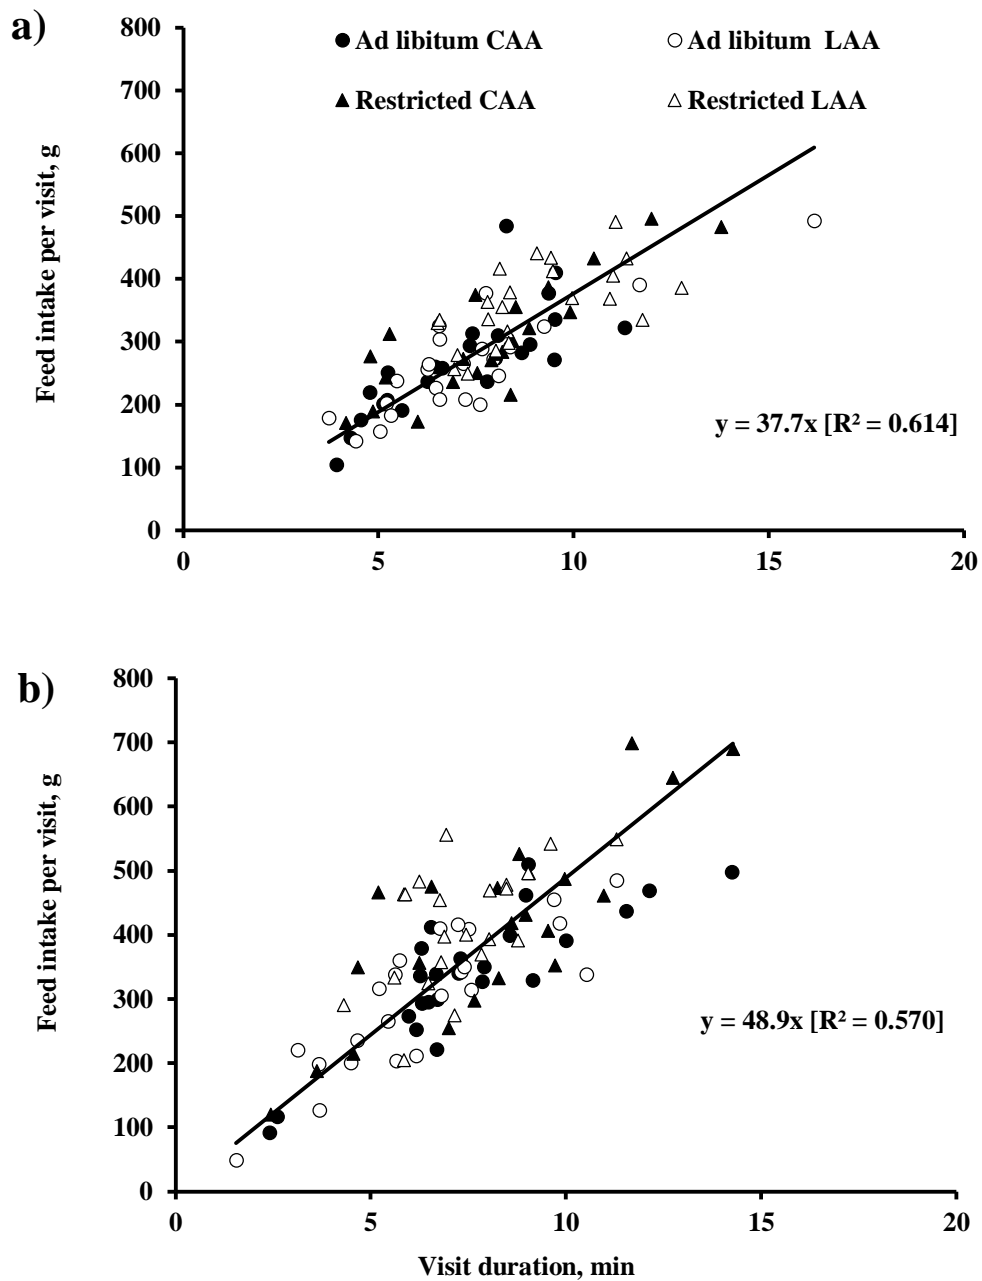 a)
800
Ad libitum CAA
Ad libitum LAA
700
Restricted CAA
Restricted LAA
600
500
400
300
200
100
0
Feed intake per visit, g
y = 37.7x [R² = 0.614]
0 5 10 15 20
b)
800
700
600
500
400
300
200
100
0
Feed intake per visit, g
y = 48.9x [R² = 0.570]
0 5 10 15 20
Visit duration, min